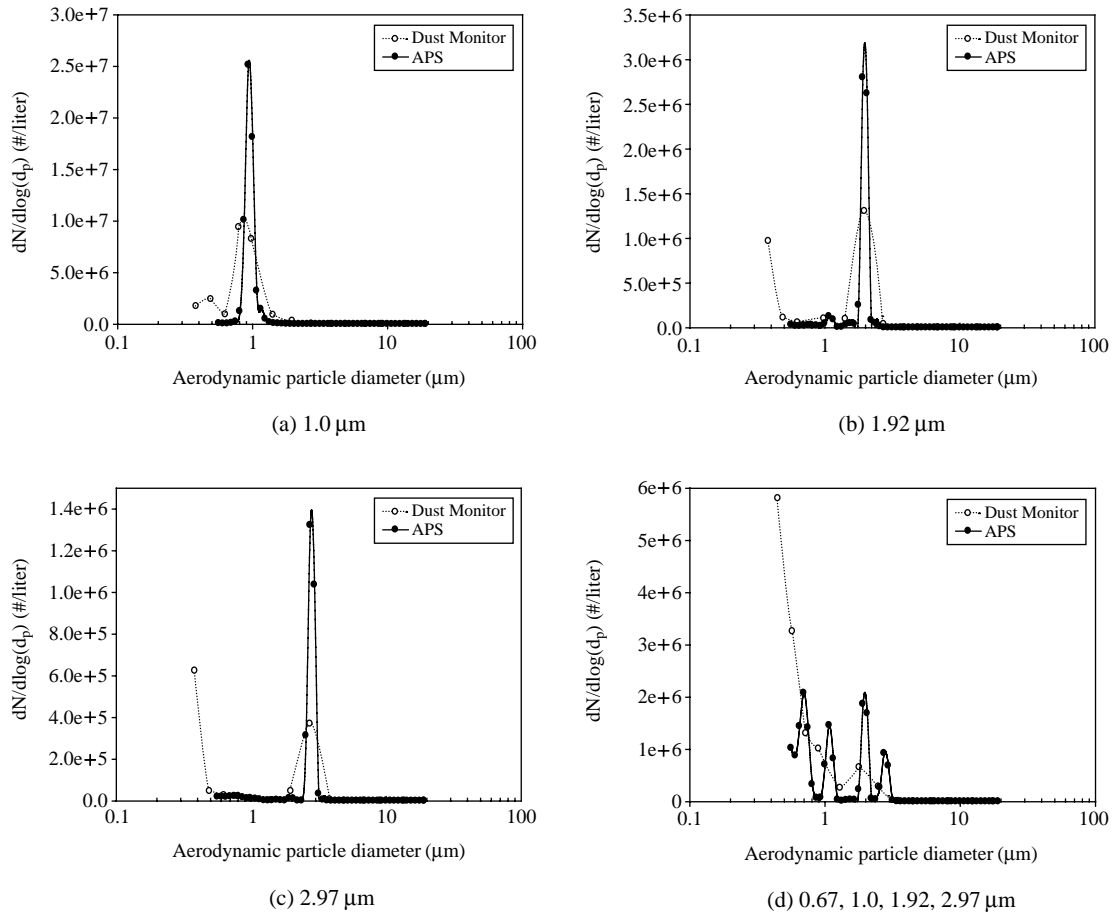 3.0e+7
2.5e+7
2.0e+7
1.5e+7
1.0e+7
5.0e+6
0.0
dN/dlog(dp) (#/liter)
Dust Monitor
APS
0.1 1 10 100
Aerodynamic particle diameter (μm)
(a) 1.0 μm
3.5e+6
3.0e+6
2.5e+6
2.0e+6
1.5e+6
1.0e+6
5.0e+5
0.0
dN/dlog(dp) (#/liter)
Dust Monitor
APS
0.1 1 10 100
Aerodynamic particle diameter (μm)
(b) 1.92 μm
1.4e+6
1.2e+6
1.0e+6
8.0e+5
6.0e+5
4.0e+5
2.0e+5
0.0
dN/dlog(dp) (#/liter)
Dust Monitor
APS
0.1 1 10 100
Aerodynamic particle diameter (μm)
(c) 2.97 μm
6e+6
5e+6
4e+6
3e+6
2e+6
1e+6
0
dN/dlog(dp) (#/liter)
Dust Monitor
APS
0.1 1 10 100
Aerodynamic particle diameter (μm)
(d) 0.67, 1.0, 1.92, 2.97 μm